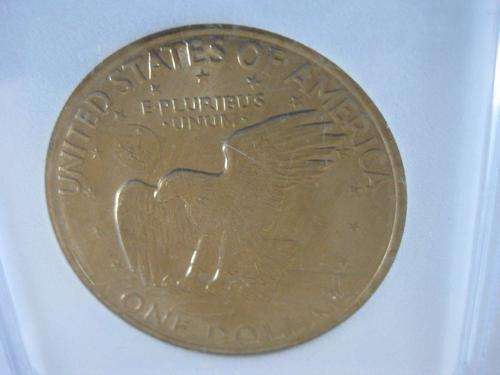 UNITED STATES OF AMERICA
E PLURIBUS
·UNUM·
ONE DOLLAR